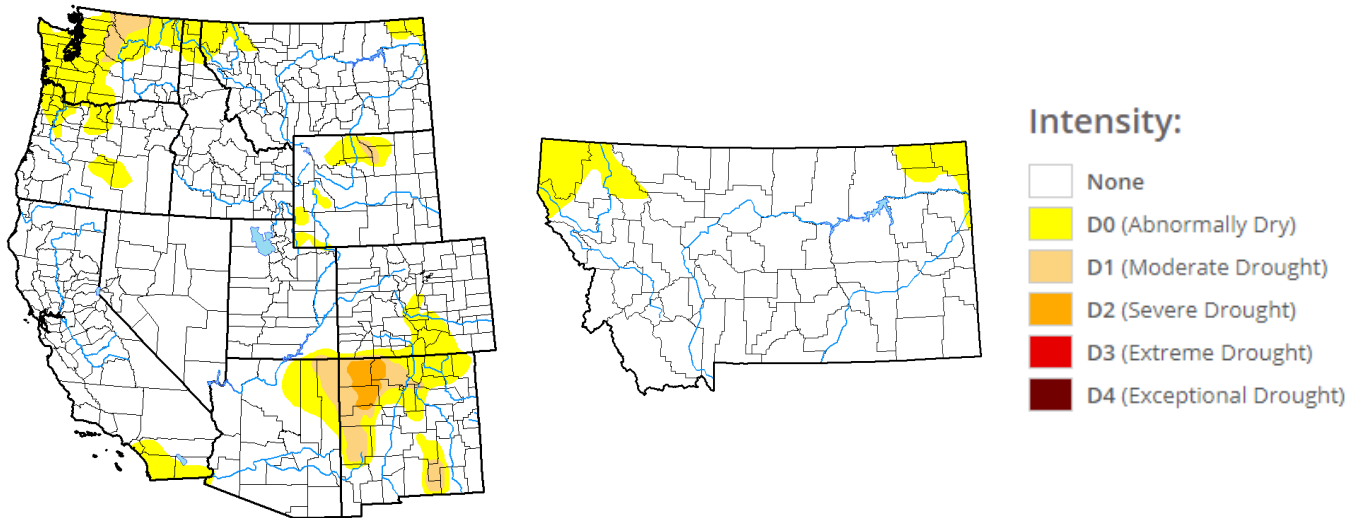 Intensity:
None
D0 (Abnormally Dry)
D1 (Moderate Drought)
D2 (Severe Drought)
D3 (Extreme Drought)
D4 (Exceptional Drought)